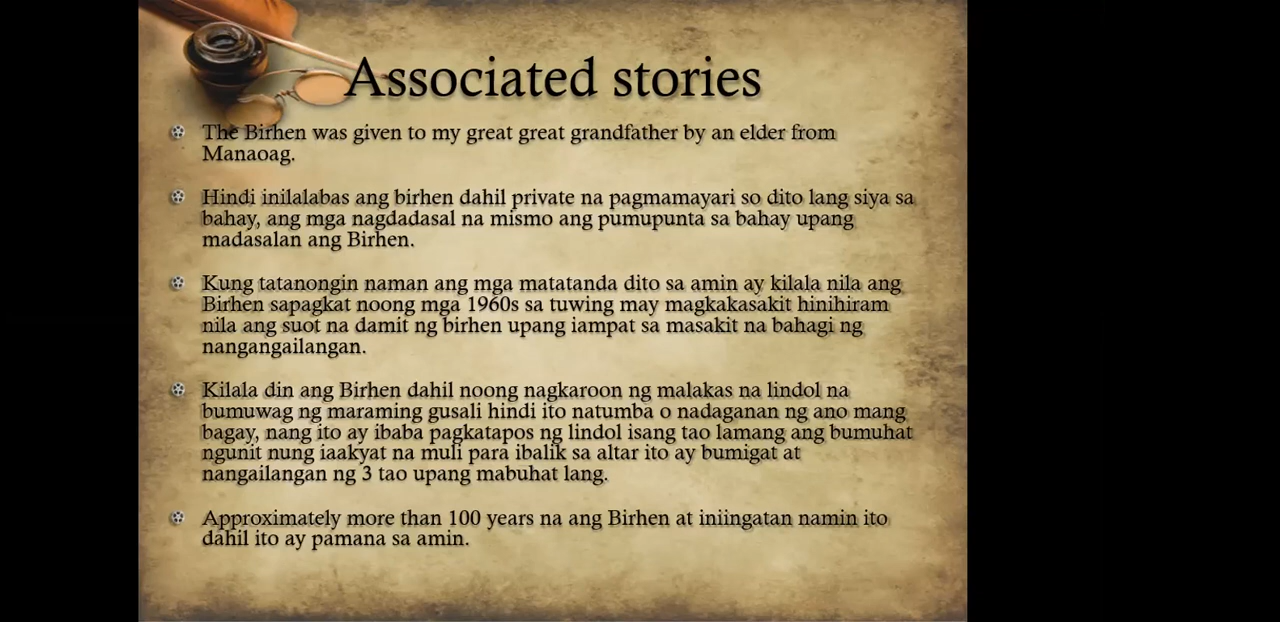 Associated stories
The Birhen was given to my great great grandfather by an elder from
Manaoag.
Hindi inilalabas ang birhen dahil private na pagmamayari so dito lang siya sa
bahay, ang mga nagdadasal na mismo ang pumupunta sa bahay upang
madasalan ang Birhen.
Kung tatanongin naman ang mga matatanda dito sa amin ay kilala nila ang
Birhen sapagkat noong mga 1960s sa tuwing may magkakasakit hinihiram
nila ang suot na damit ng birhen upang iampat sa masakit na bahagi ng
nangangailangan.
Kilala din ang Birhen dahil noong nagkaroon ng malakas na lindol na
bumuwag ng maraming gusali hindi ito natumba o nadaganan ng ano mang
bagay, nang ito ay ibaba pagkatapos ng lindol isang tao lamang ang bumuhat
ngunit nung iaakyat na muli para ibalik sa altar ito ay bumigat at
nangailangan ng 3 tao upang mabuhat lang.
Approximately more than 100 years na ang Birhen at iniingatan namin ito
dahil ito ay pamana sa amin.